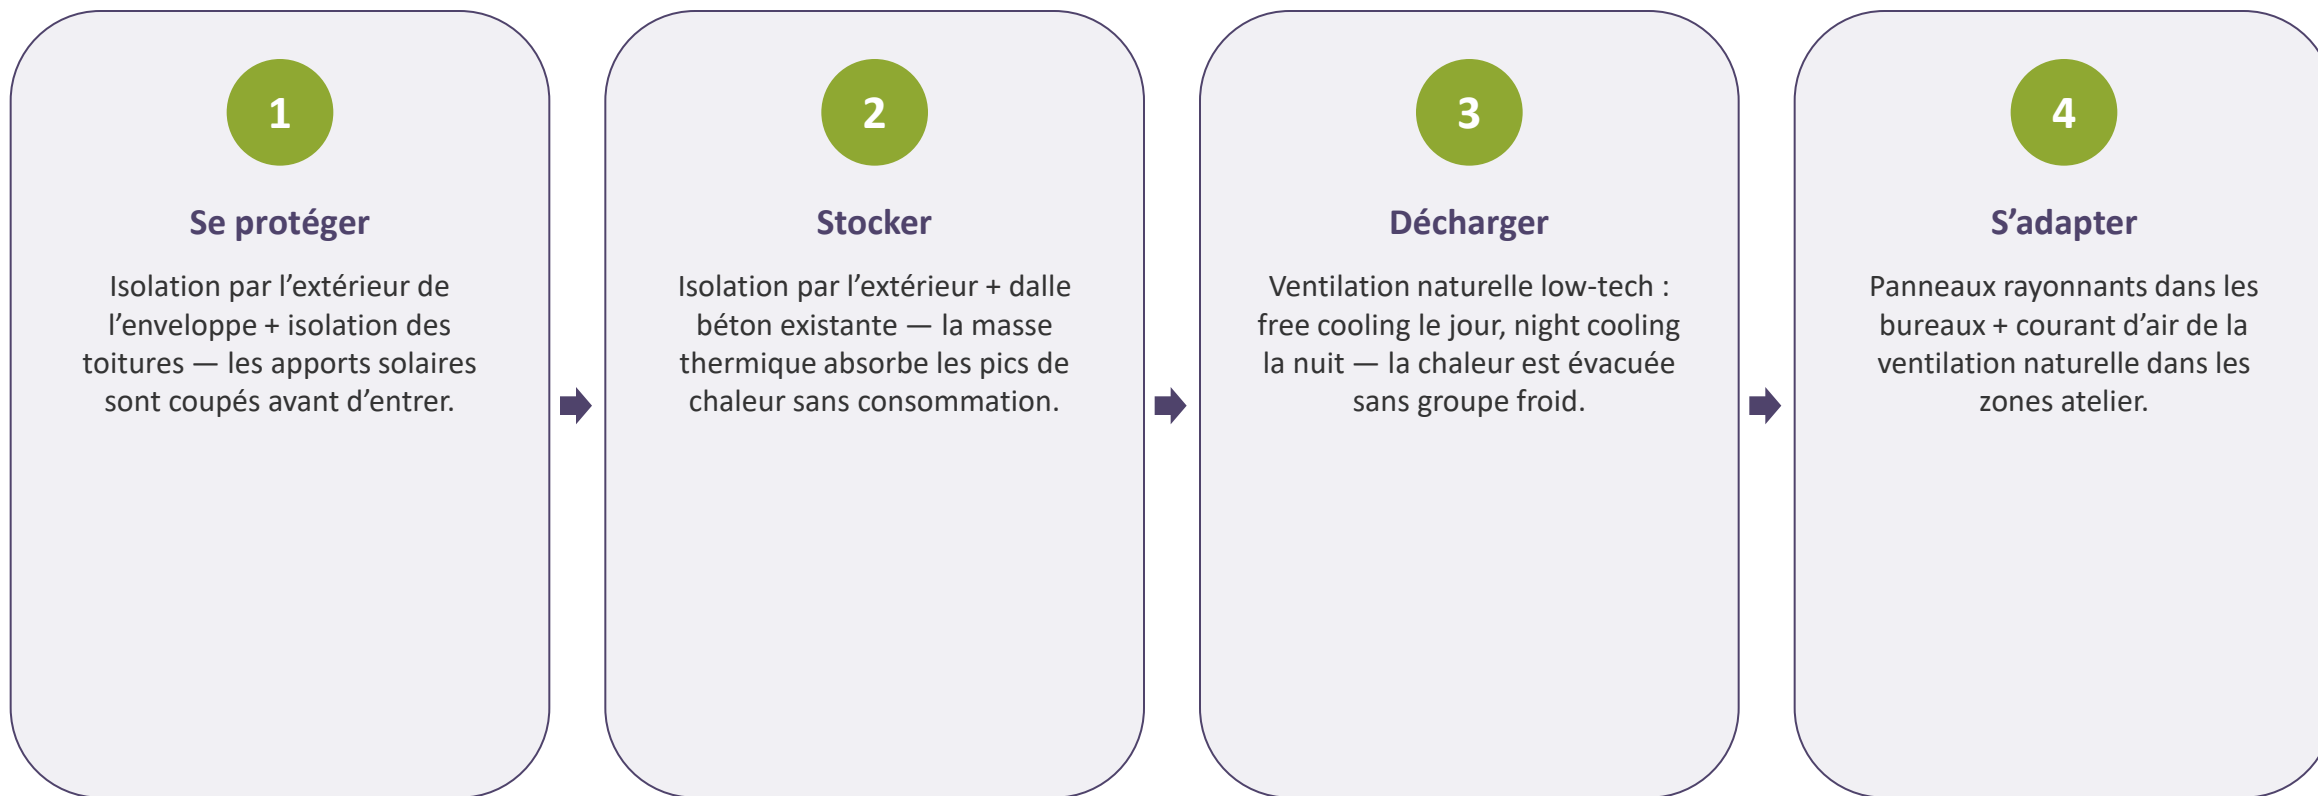 1
Se protéger
Isolation par l’extérieur de
l’enveloppe + isolation des
toitures — les apports solaires
sont coupés avant d’entrer.
2
Stocker
Isolation par l’extérieur + dalle
béton existante — la masse
thermique absorbe les pics de
chaleur sans consommation.
3
Décharger
Ventilation naturelle low-tech :
free cooling le jour, night cooling
la nuit — la chaleur est évacuée
sans groupe froid.
4
S’adapter
Panneaux rayonnants dans les
bureaux + courant d’air de la
ventilation naturelle dans les
zones atelier.